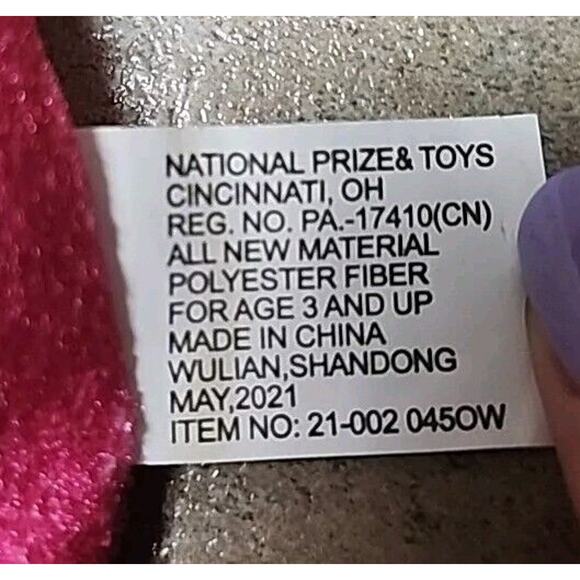 NATIONAL PRIZE& TOYS
CINCINNATI, OH
REG. NO. PA.-17410(CN)
ALL NEW MATERIAL
POLYESTER FIBER
FOR AGE 3 AND UP
MADE IN CHINA
WULIAN,SHANDONG
MAY,2021
ITEM NO: 21-002 045OW